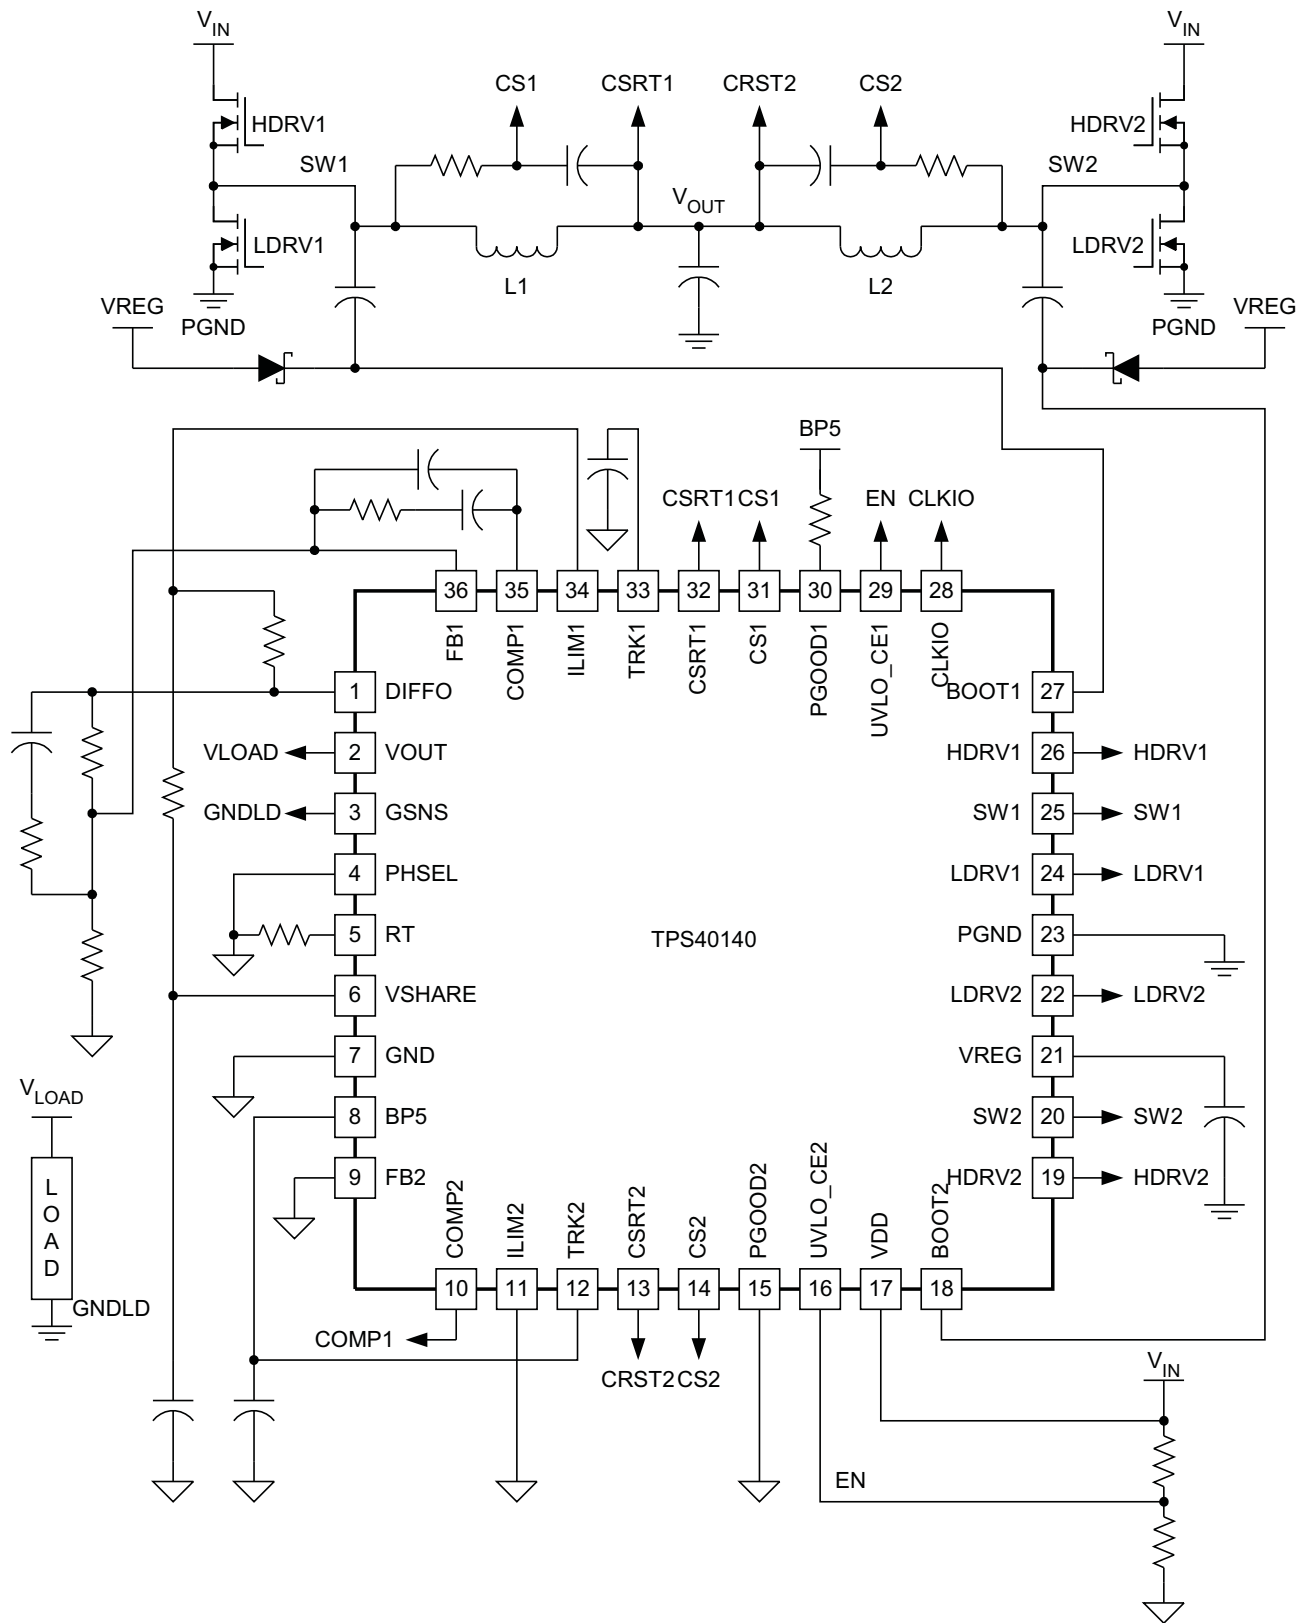 VIN
VIN
CS1
CSRT1
CRST2
CS2
HDRV1
HDRV2
SW1
SW2
VOUT
LDRV1
LDRV2
L1
L2
VREG
PGND
PGND
VREG
BP5
CSRT1
CS1
EN
CLKIO
36
35
34
33
32
31
30
29
28
FB1
COMP1
ILIM1
TRK1
CSRT1
CS1
PGOOD1
UVLO_CE1
CLKIO
1 DIFFO
BOOT1 27
VLOAD
2 VOUT
HDRV1 26
HDRV1
GNDLD
3 GSNS
SW1 25
SW1
4 PHSEL
LDRV1 24
LDRV1
5 RT
TPS40140
PGND 23
6 VSHARE
LDRV2 22
LDRV2
7 GND
VREG 21
VLOAD
8 BP5
SW2 20
SW2
9 FB2
HDRV2 19
HDRV2
L
O
A
D
GNDLD
COMP2
ILIM2
TRK2
CSRT2
CS2
PGOOD2
UVLO_CE2
VDD
BOOT2
10
11
12
13
14
15
16
17
18
COMP1
CRST2
CS2
VIN
EN